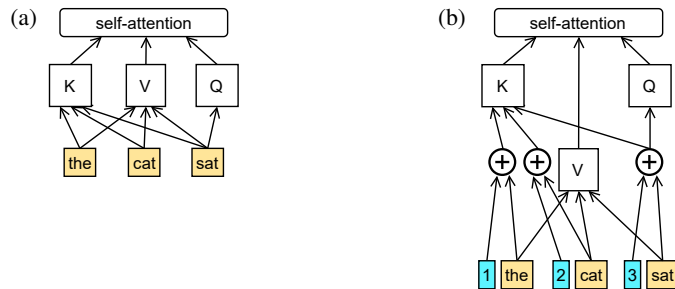 (a)
self-attention
K V Q
the cat sat
(b)
self-attention
K Q
+ + V +
1 the 2 cat 3 sat